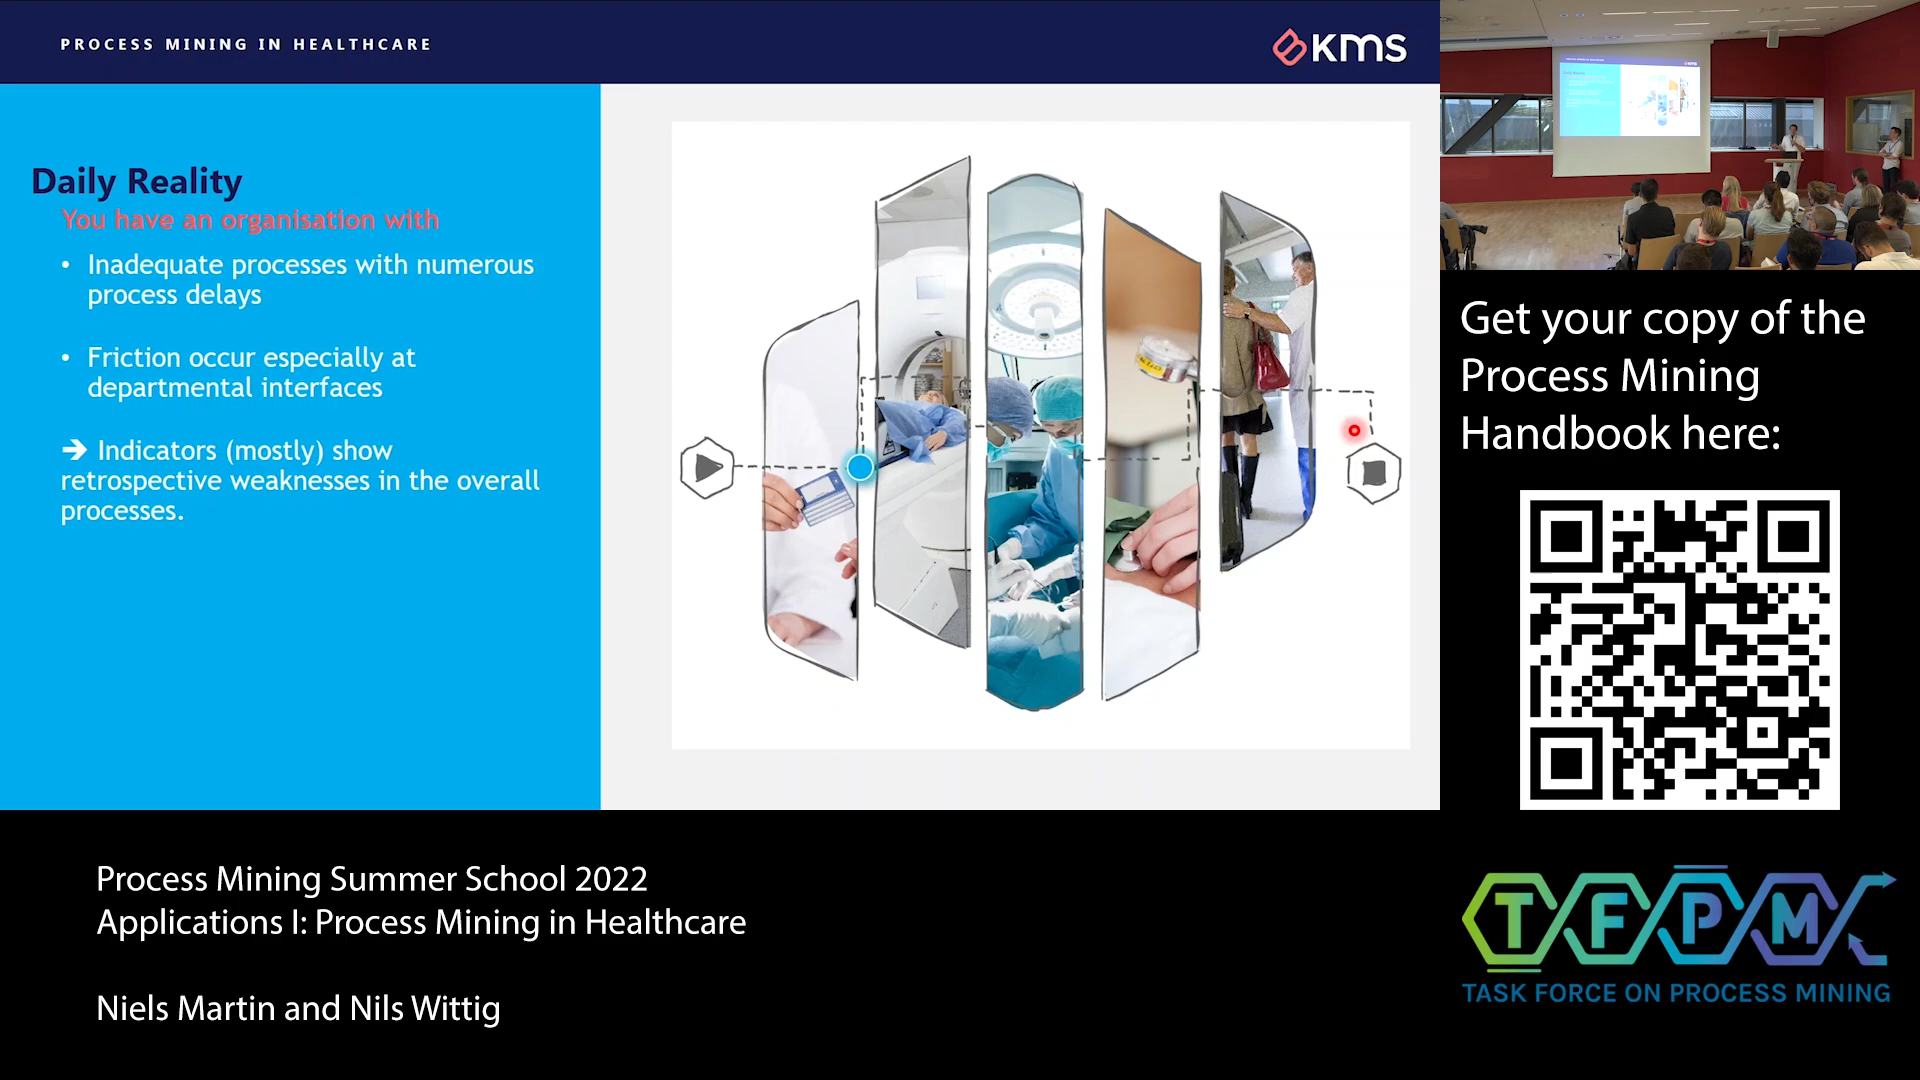 PROCESS MINING IN HEALTHCARE
KMS
Daily Reality
You have an organisation with
• Inadequate processes with numerous
process delays
• Friction occur especially at
departmental interfaces
➔ Indicators (mostly) show
retrospective weaknesses in the overall
processes.
Get your copy of the
Process Mining
Handbook here:
Process Mining Summer School 2022
Applications I: Process Mining in Healthcare
Niels Martin and Nils Wittig
TFPM
TASK FORCE ON PROCESS MINING